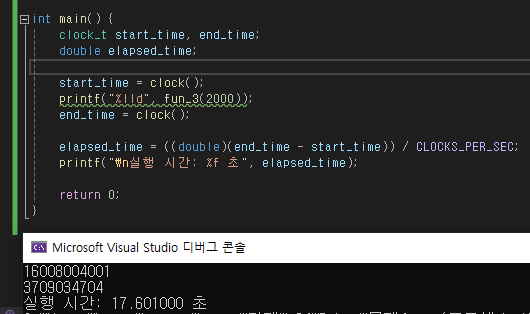 int main() {
clock_t start_time, end_time;
double elapsed_time;
start_time = clock();
printf("%lld", fun_3(2000));
end_time = clock();
elapsed_time = ((double)(end_time - start_time)) / CLOCKS_PER_SEC;
printf("₩n실행 시간: %f 초", elapsed_time);
return 0;
}
Microsoft Visual Studio 디버그 콘솔
16008004001
3709034704
실행 시간: 17.601000 초